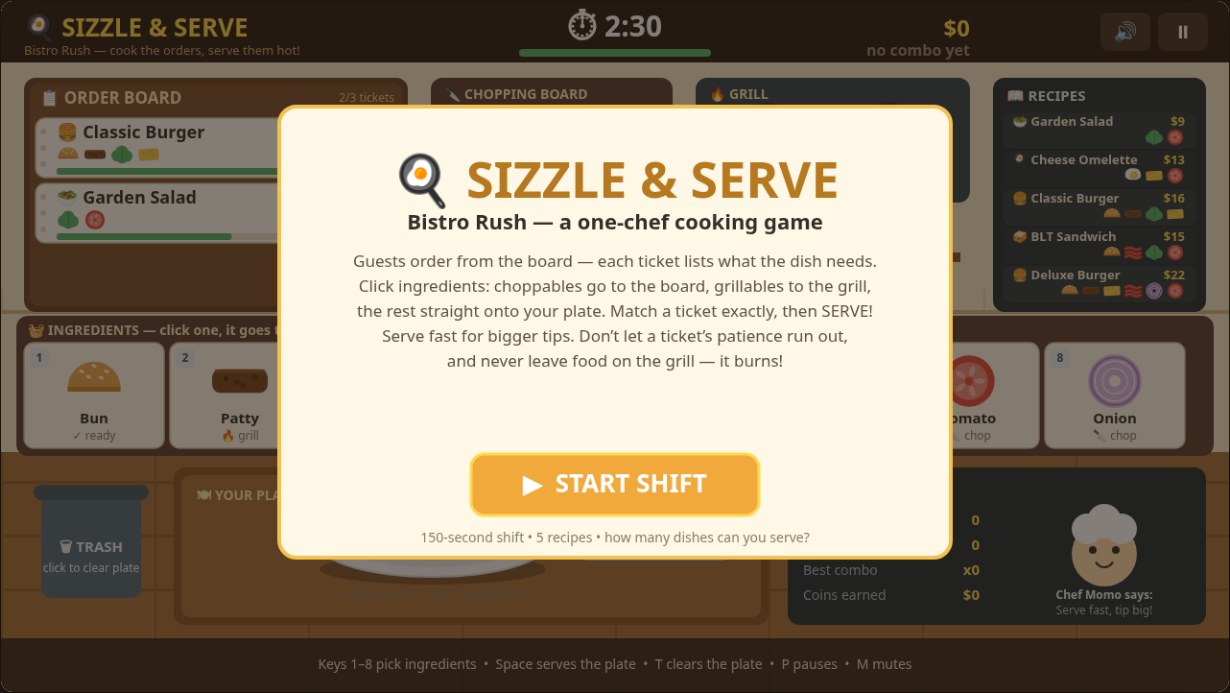 SIZZLE & SERVE
Bistro Rush — cook the orders, serve them hot!
2:30
$0
no combo yet
ORDER BOARD
2/3 tickets
Classic Burger
Garden Salad
CHOPPING BOARD
GRILL
RECIPES
Garden Salad $9
Cheese Omelette $13
Classic Burger $16
BLT Sandwich $15
Deluxe Burger $22
SIZZLE & SERVE
Bistro Rush — a one-chef cooking game
Guests order from the board — each ticket lists what the dish needs.
Click ingredients: choppables go to the board, grillables to the grill,
the rest straight onto your plate. Match a ticket exactly, then SERVE!
Serve fast for bigger tips. Don’t let a ticket’s patience run out,
and never leave food on the grill — it burns!
▶ START SHIFT
150-second shift • 5 recipes • how many dishes can you serve?
INGREDIENTS — click one, it goes
1
Bun
✓ ready
2
Patty
grill
omato
chop
8
Onion
chop
TRASH
click to clear plate
YOUR PLA
0
0
Best combo x0
Coins earned $0
Chef Momo says:
Serve fast, tip big!
Keys 1–8 pick ingredients • Space serves the plate • T clears the plate • P pauses • M mutes